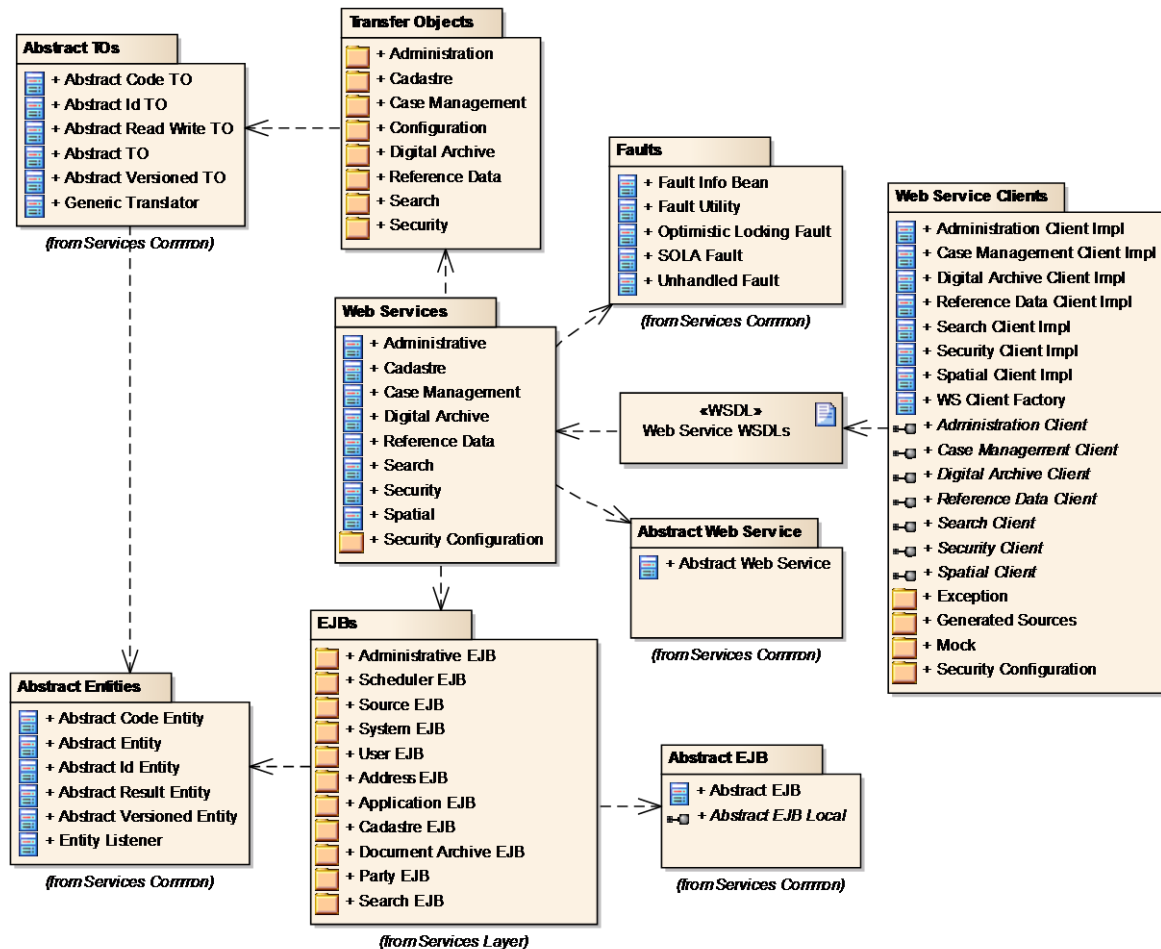 Abstract TOs
+ Abstract Code TO
+ Abstract Id TO
+ Abstract Read Write TO
+ Abstract TO
+ Abstract Versioned TO
+ Generic Translator
(from Services Common)
Transfer Objects
+ Administration
+ Cadastre
+ Case Management
+ Configuration
+ Digital Archive
+ Reference Data
+ Search
+ Security
Faults
+ Fault Info Bean
+ Fault Utility
+ Optimistic Locking Fault
+ SOLA Fault
+ Unhandled Fault
(from Services Common)
Web Service Clients
+ Administration Client Impl
+ Case Management Client Impl
+ Digital Archive Client Impl
+ Reference Data Client Impl
+ Search Client Impl
+ Security Client Impl
+ Spatial Client Impl
+ WS Client Factory
+ Administration Client
+ Case Management Client
+ Digital Archive Client
+ Reference Data Client
+ Search Client
+ Security Client
+ Spatial Client
+ Exception
+ Generated Sources
+ Mock
+ Security Configuration
Web Services
+ Administrative
+ Cadastre
+ Case Management
+ Digital Archive
+ Reference Data
+ Search
+ Security
+ Spatial
+ Security Configuration
«WSDL»
Web Service WSDLs
Abstract Web Service
+ Abstract Web Service
(from Services Common)
EJBs
+ Administrative EJB
+ Scheduler EJB
+ Source EJB
+ System EJB
+ User EJB
+ Address EJB
+ Application EJB
+ Cadastre EJB
+ Document Archive EJB
+ Party EJB
+ Search EJB
(from Services Layer)
Abstract Entities
+ Abstract Code Entity
+ Abstract Entity
+ Abstract Id Entity
+ Abstract Result Entity
+ Abstract Versioned Entity
+ Entity Listener
(from Services Common)
Abstract EJB
+ Abstract EJB
+ Abstract EJB Local
(from Services Common)